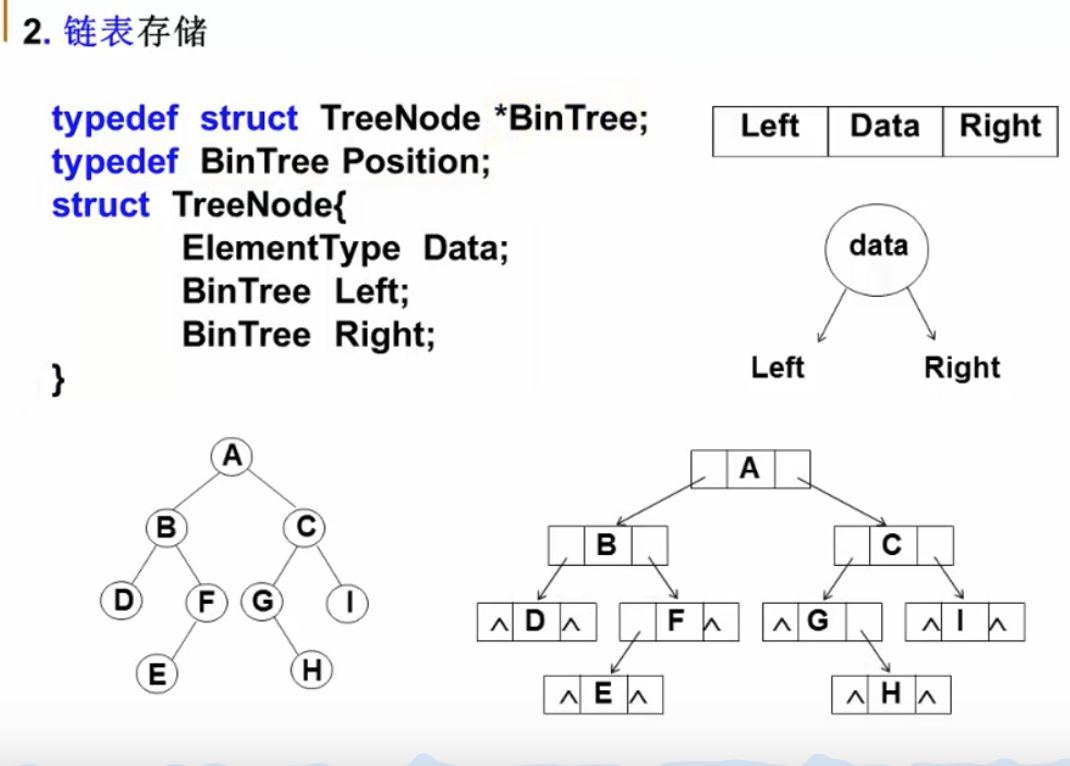 2. 链表存储
typedef struct TreeNode *BinTree;
typedef BinTree Position;
struct TreeNode{
ElementType Data;
BinTree Left;
BinTree Right;
}
Left Data Right
data
Left Right
A
B C
D F G I
E H
A
B C
^ D ^ F ^ ^ G ^ I ^
^ E ^ ^ H ^